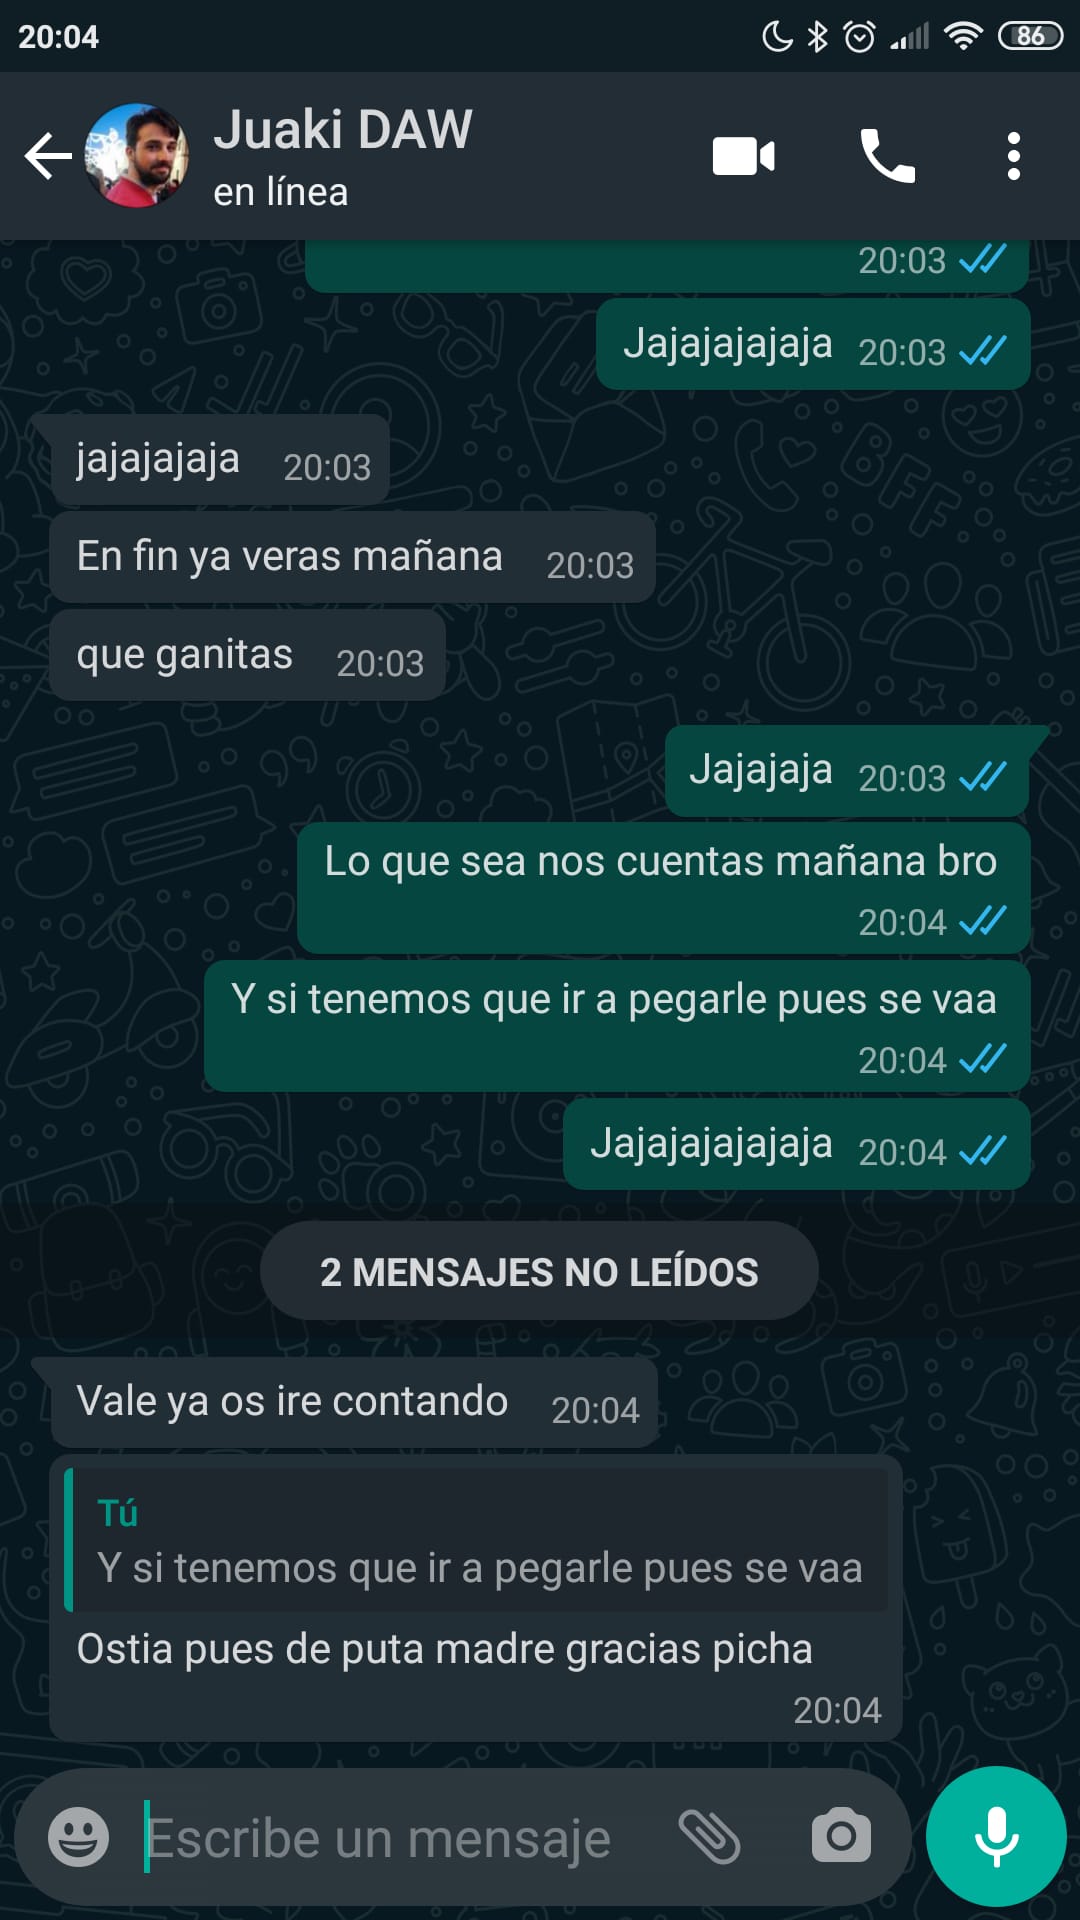 20:04
86
Juaki DAW
en línea
20:03
Jajajajajaja 20:03
jajajajaja 20:03
En fin ya veras mañana 20:03
que ganitas 20:03
Jajajaja 20:03
Lo que sea nos cuentas mañana bro
20:04
Y si tenemos que ir a pegarle pues se vaa
20:04
Jajajajajajaja 20:04
2 MENSAJES NO LEÍDOS
Vale ya os ire contando 20:04
Tú
Y si tenemos que ir a pegarle pues se vaa
Ostia pues de puta madre gracias picha
20:04
Escribe un mensaje